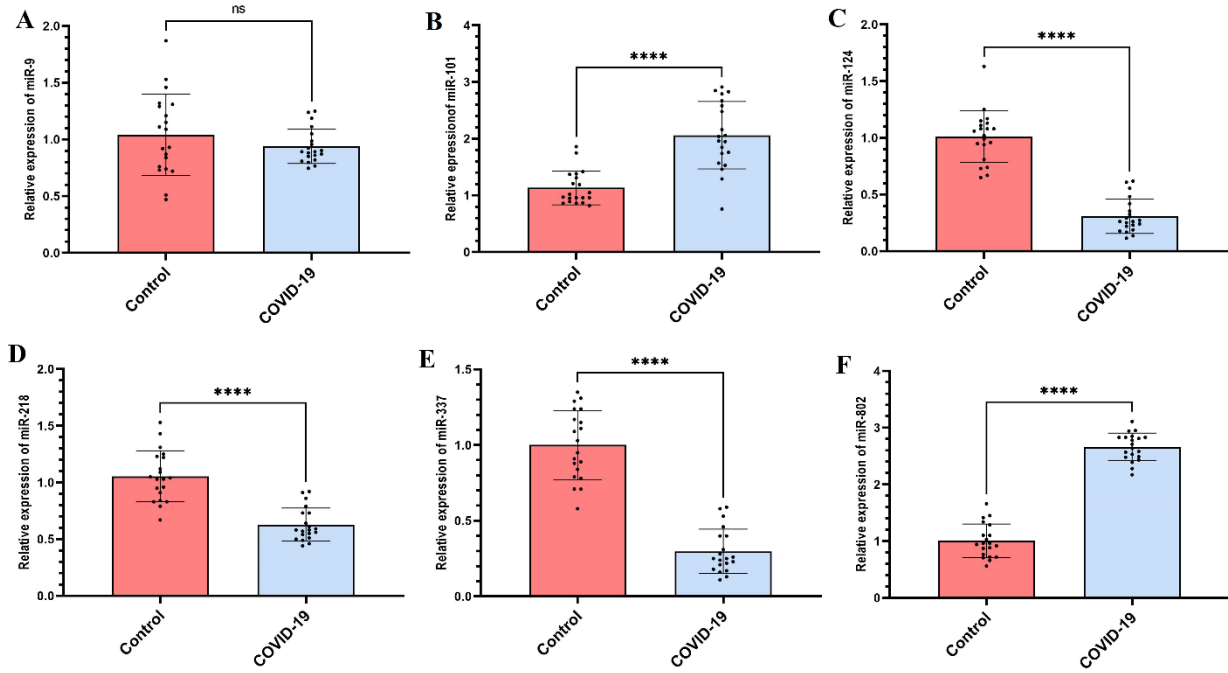 A
ns
Relative expression of miR-9
2.0
1.5
1.0
0.5
0.0
Control
COVID-19
B
****
Relative epressionof miR-101
4
3
2
1
0
Control
COVID-19
C
****
Relative expression of miR-124
2.0
1.5
1.0
0.5
0.0
Control
COVID-19
D
****
Relative expression of miR-218
2.0
1.5
1.0
0.5
0.0
Control
COVID-19
E
****
Relative expression of miR-337
1.5
1.0
0.5
0.0
Control
COVID-19
F
****
Relative expression of miR-802
4
3
2
1
0
Control
COVID-19